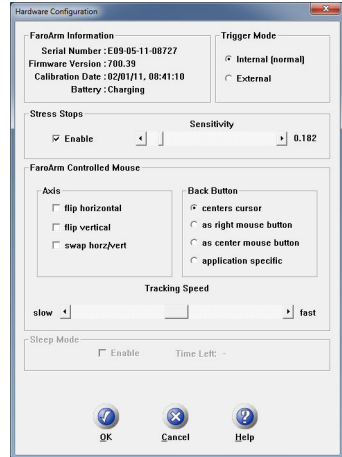 Hardware Configuration
FaroArm Information
Serial Number : E09-05-11-08727
Firmware Version : 700.39
Calibration Date : 02/01/11, 08:41:10
Battery : Charging
Trigger Mode
Internal (normal)
External
Stress Stops
Enable
Sensitivity
0.182
FaroArm Controlled Mouse
Axis
flip horizontal
flip vertical
swap horz/vert
Back Button
centers cursor
as right mouse button
as center mouse button
application specific
Tracking Speed
slow
fast
Sleep Mode
Enable
Time Left: -
OK
Cancel
Help